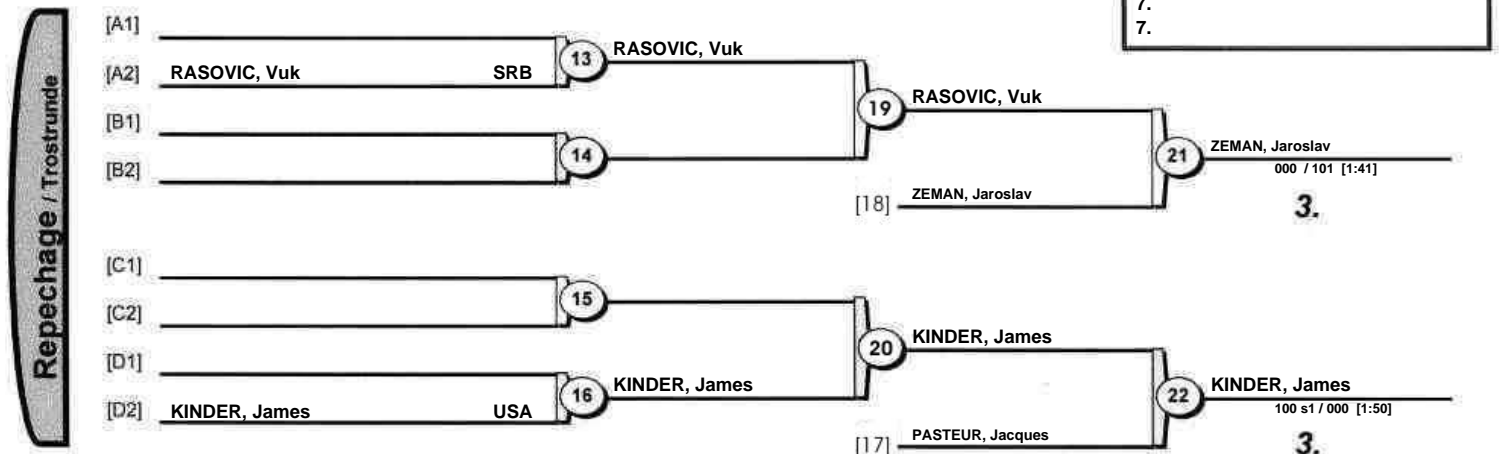 7.
7.
Repechage / Trostrunde
[A1]
13 RASOVIC, Vuk
[A2] RASOVIC, Vuk SRB
19 RASOVIC, Vuk
[B1]
14
[B2]
21 ZEMAN, Jaroslav
000 / 101 [1:41]
[18] ZEMAN, Jaroslav
3.
[C1]
15
[C2]
20 KINDER, James
[D1]
16 KINDER, James
[D2] KINDER, James USA
22 KINDER, James
100 s1 / 000 [1:50]
[17] PASTEUR, Jacques
3.